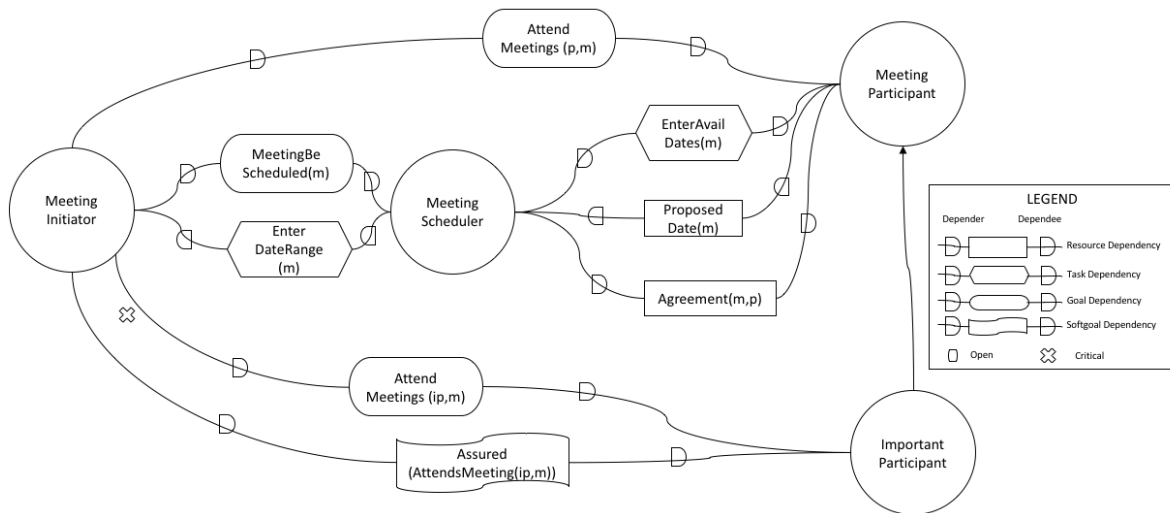 Attend
Meetings (p,m)
Meeting
Participant
EnterAvail
Dates(m)
MeetingBe
Scheduled(m)
Meeting
Initiator
Meeting
Scheduler
Enter
DateRange
(m)
Proposed
Date(m)
Agreement(m,p)
LEGEND
Depender
Dependee
Resource Dependency
Task Dependency
Goal Dependency
Softgoal Dependency
Open
Critical
Attend
Meetings (ip,m)
Important
Participant
Assured
(AttendsMeeting(ip,m))